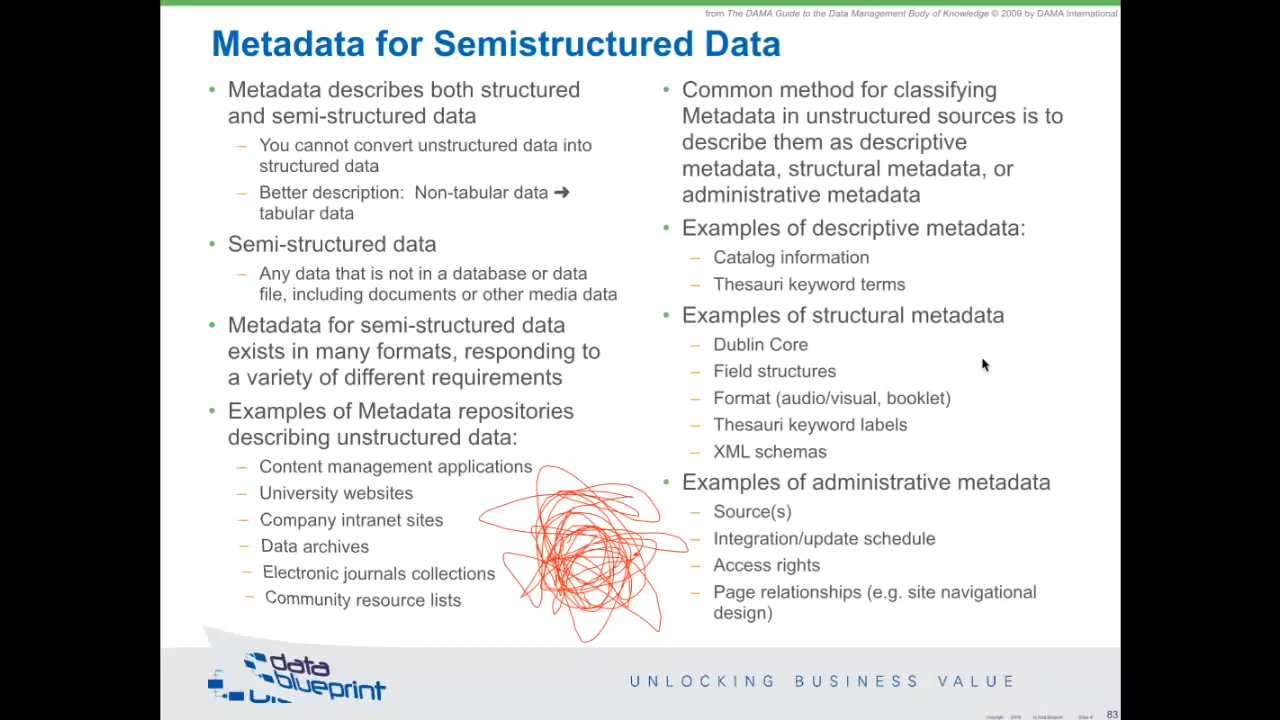 from The DAMA Guide to the Data Management Body of Knowledge © 2009 by DAMA International
Metadata for Semistructured Data
• Metadata describes both structured
and semi-structured data
– You cannot convert unstructured data into
structured data
– Better description: Non-tabular data ➜
tabular data
• Semi-structured data
– Any data that is not in a database or data
file, including documents or other media data
• Metadata for semi-structured data
exists in many formats, responding to
a variety of different requirements
• Examples of Metadata repositories
describing unstructured data:
– Content management applications
– University websites
– Company intranet sites
– Data archives
– Electronic journals collections
– Community resource lists
• Common method for classifying
Metadata in unstructured sources is to
describe them as descriptive
metadata, structural metadata, or
administrative metadata
• Examples of descriptive metadata:
– Catalog information
– Thesauri keyword terms
• Examples of structural metadata
– Dublin Core
– Field structures
– Format (audio/visual, booklet)
– Thesauri keyword labels
– XML schemas
• Examples of administrative metadata
– Source(s)
– Integration/update schedule
– Access rights
– Page relationships (e.g. site navigational
design)
data
blueprint
UNLOCKING BUSINESS VALUE
83